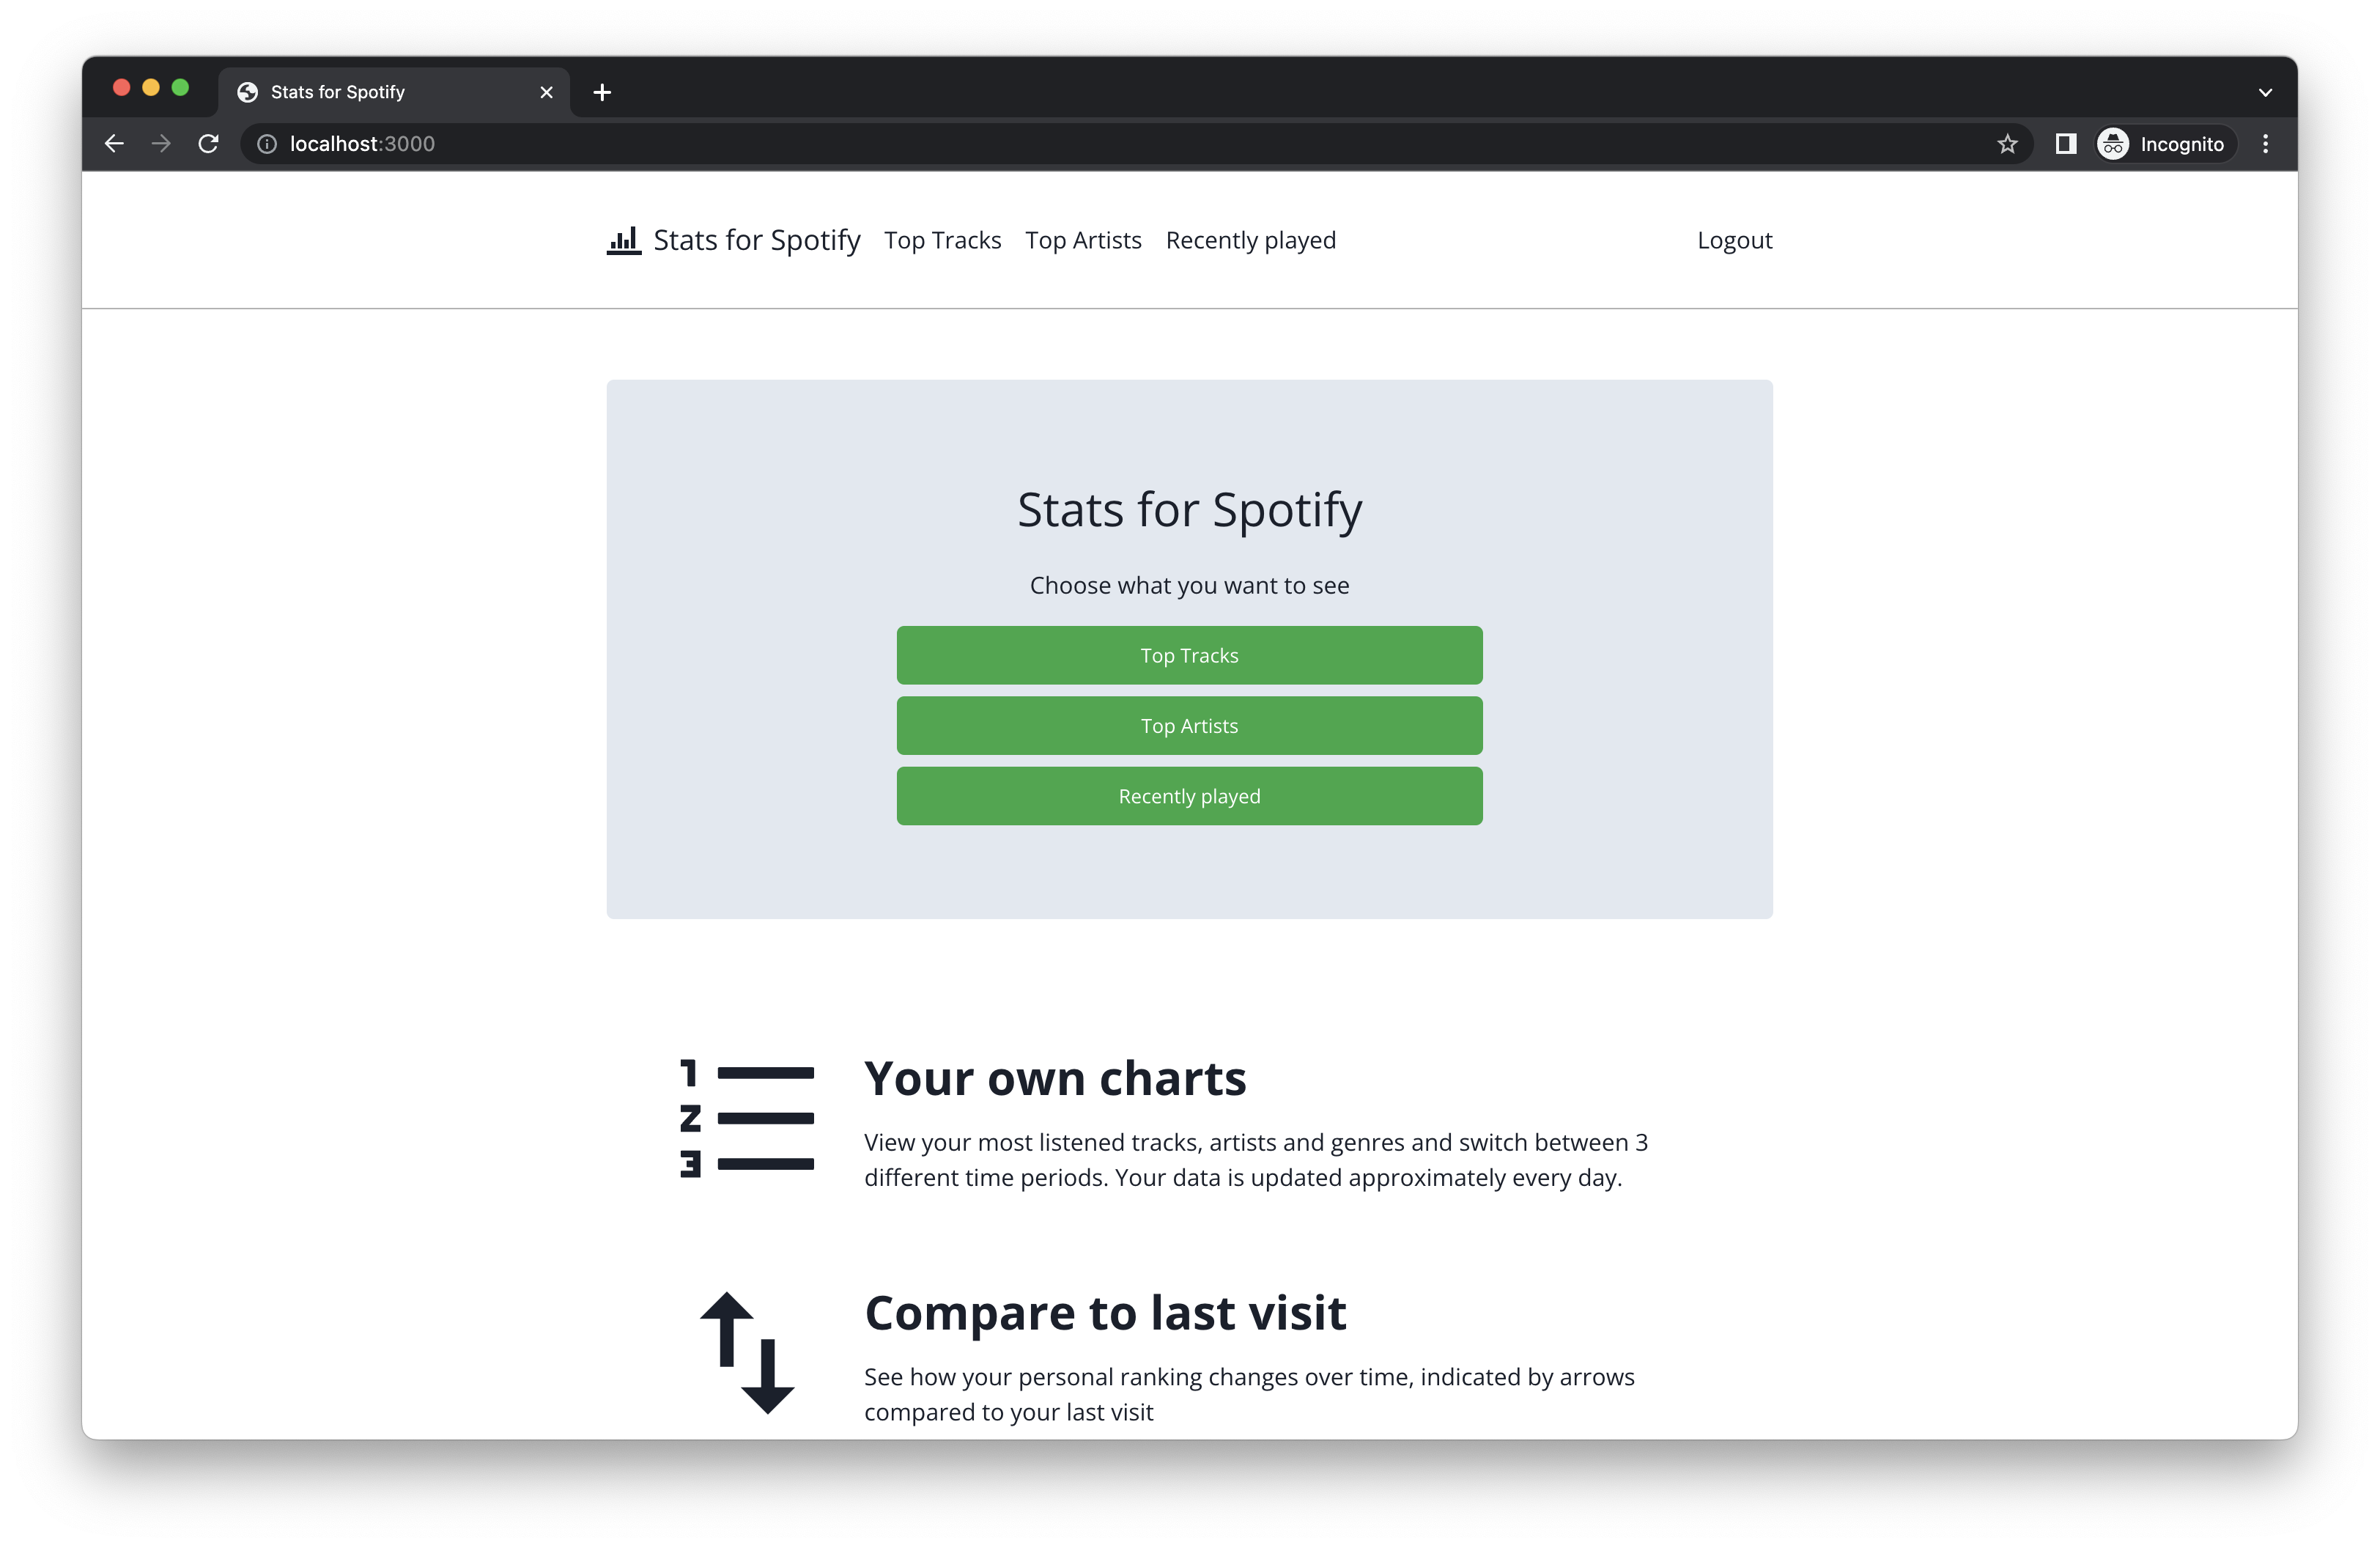 Stats for Spotify
localhost:3000
Incognito
Stats for Spotify Top Tracks Top Artists Recently played Logout
Stats for Spotify
Choose what you want to see
Top Tracks
Top Artists
Recently played
1
2
3
Your own charts
View your most listened tracks, artists and genres and switch between 3
different time periods. Your data is updated approximately every day.
Compare to last visit
See how your personal ranking changes over time, indicated by arrows
compared to your last visit